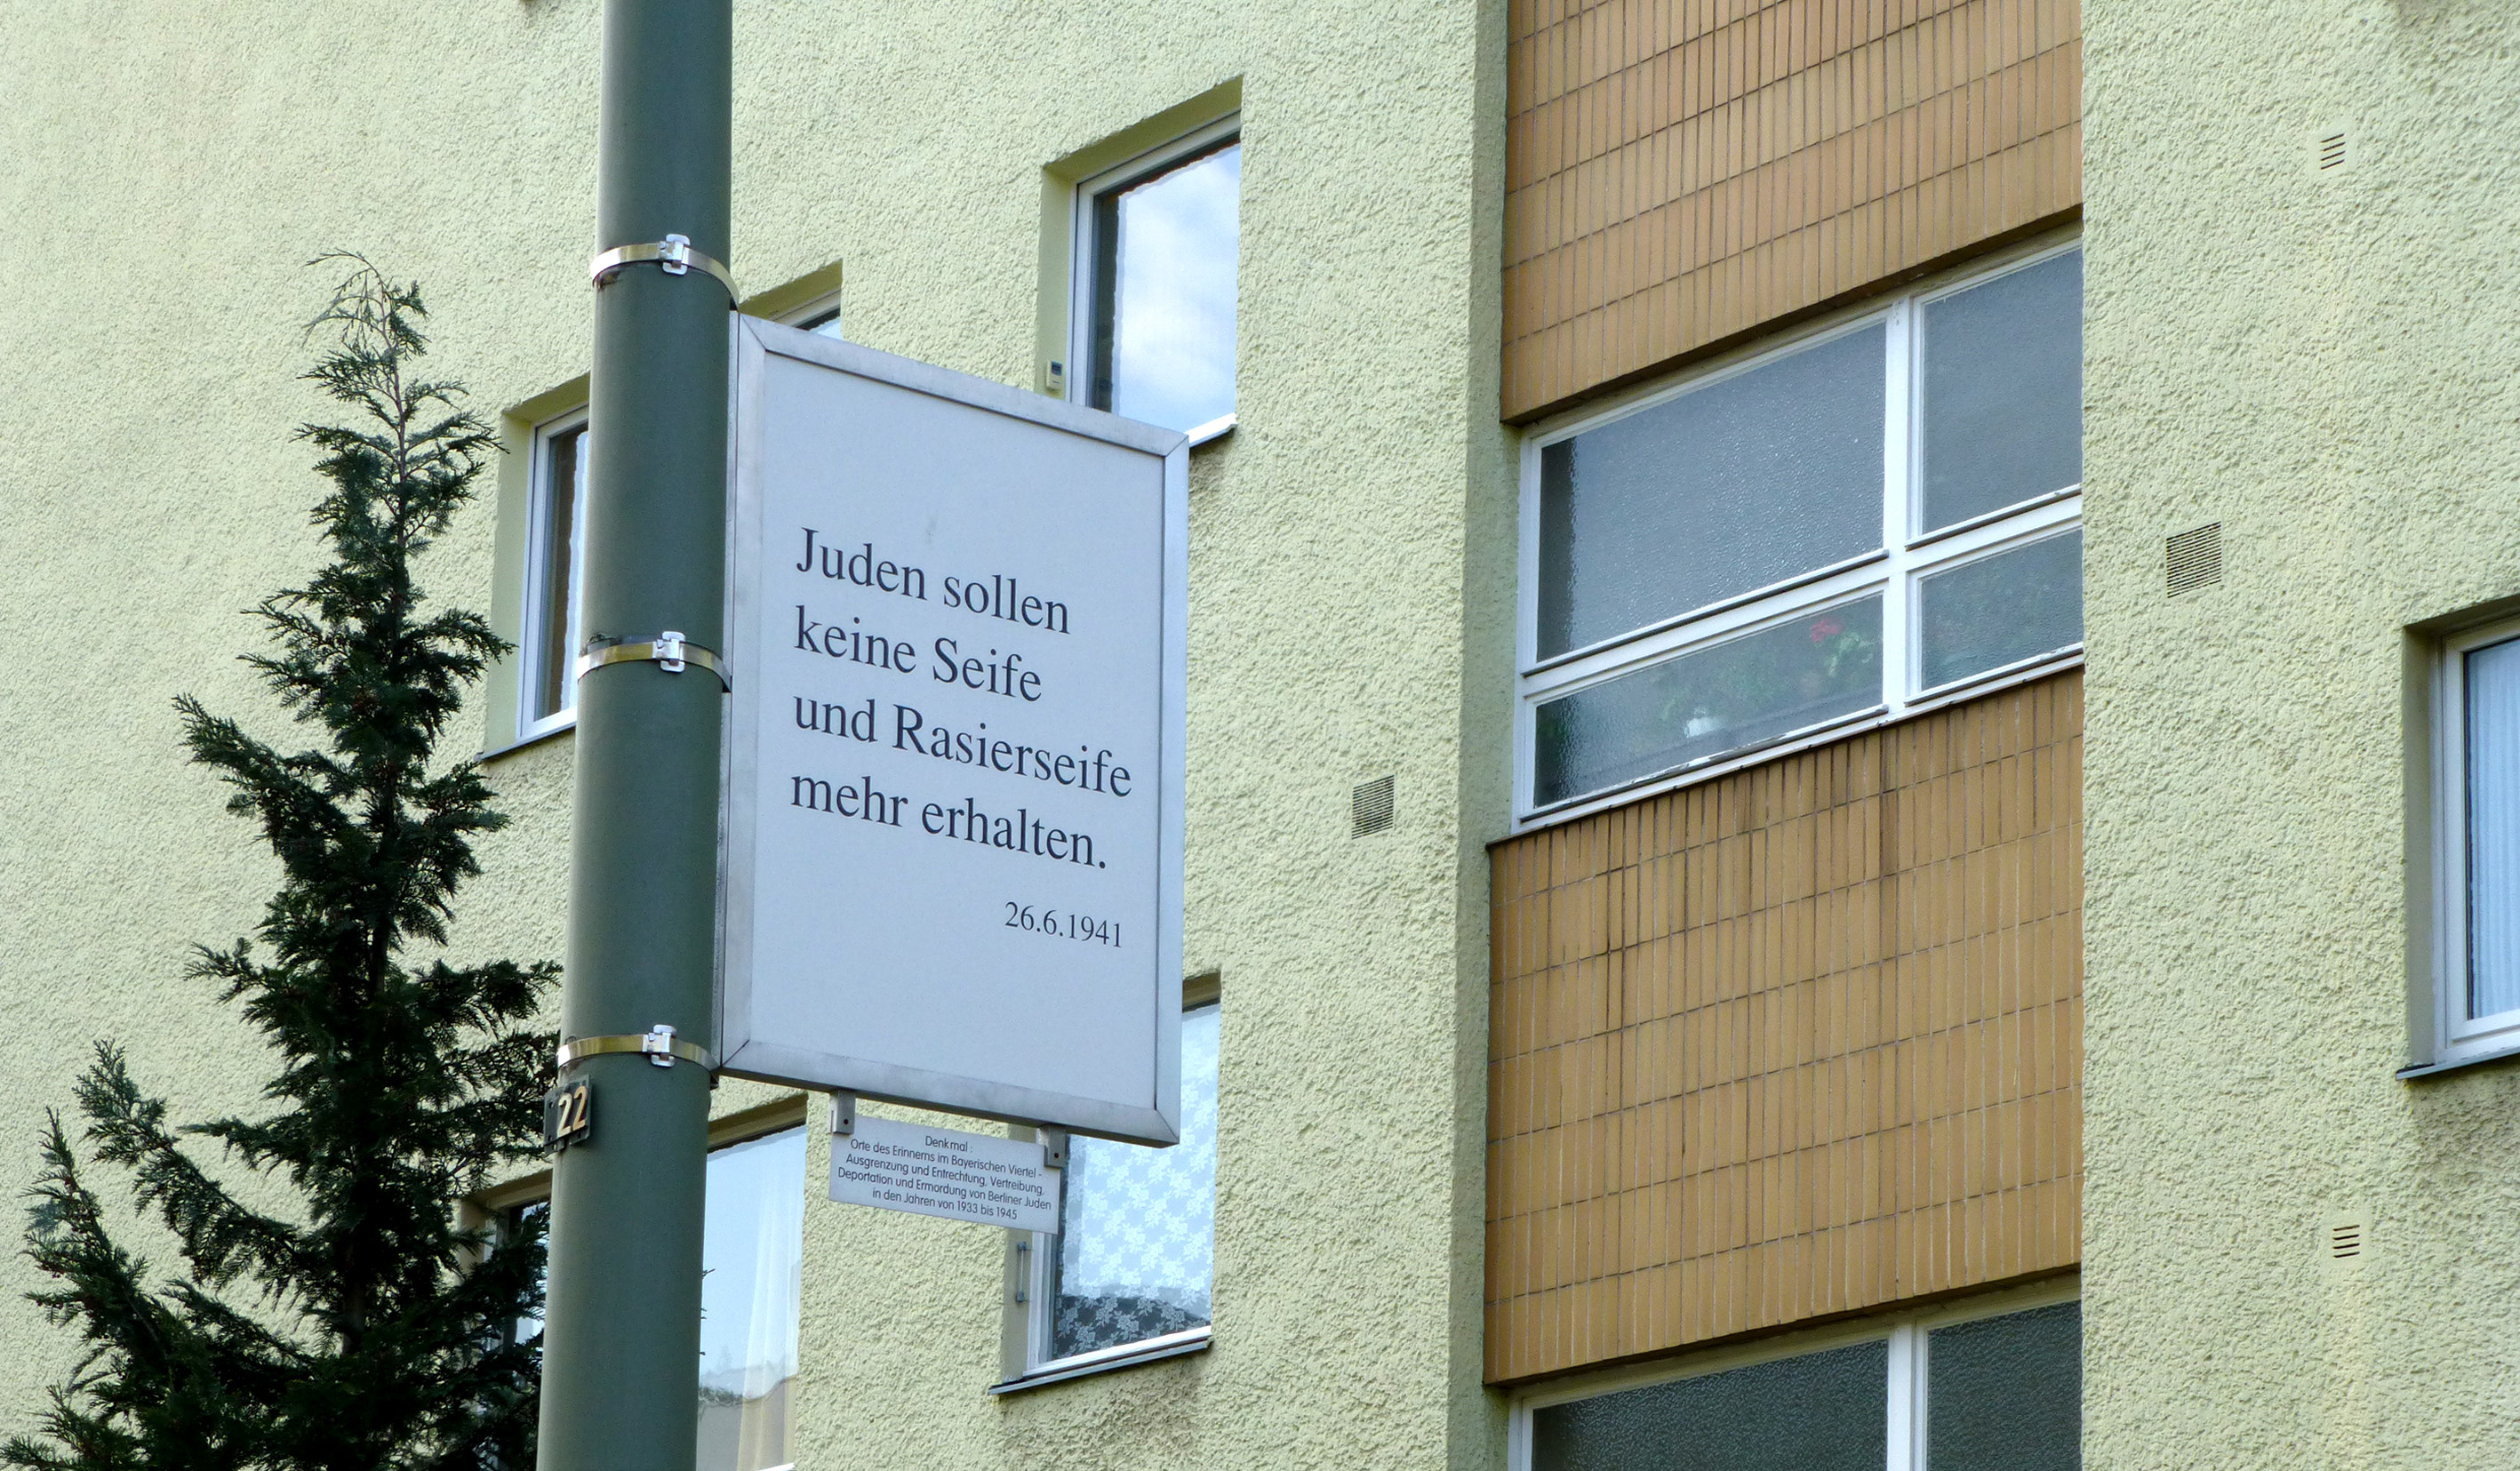 Juden sollen
keine Seife
und Rasierseife
mehr erhalten.
26.6.1941
22
Denkmal :
Orte des Erinnerns im Bayerischen Viertel -
Ausgrenzung und Entrechtung, Vertreibung,
Deportation und Ermordung von Berliner Juden
in den Jahren von 1933 bis 1945